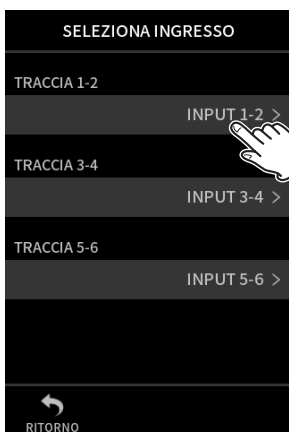 SELEZIONA INGRESSO
TRACCIA 1-2
INPUT 1-2 >
TRACCIA 3-4
INPUT 3-4 >
TRACCIA 5-6
INPUT 5-6 >
RITORNO